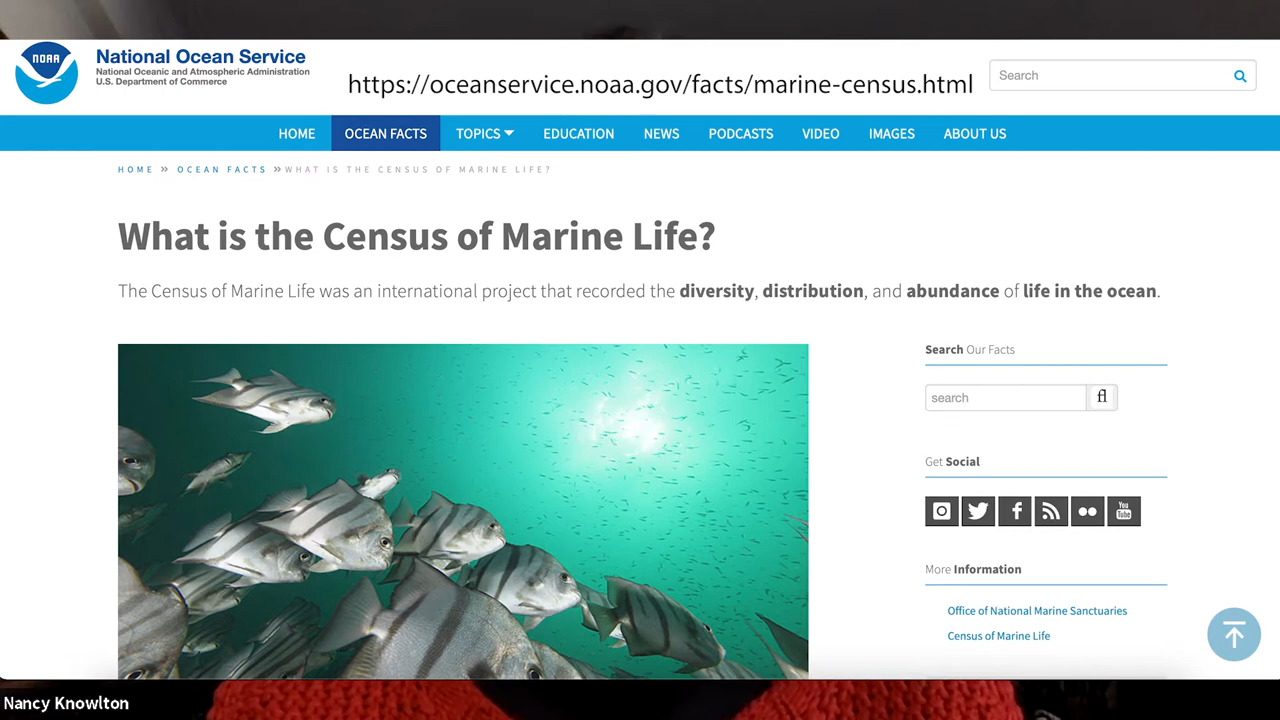 NOAA
National Ocean Service
National Oceanic and Atmospheric Administration
U.S. Department of Commerce
https://oceanservice.noaa.gov/facts/marine-census.html
Search
HOME OCEAN FACTS TOPICS EDUCATION NEWS PODCASTS VIDEO IMAGES ABOUT US
HOME » OCEAN FACTS »WHAT IS THE CENSUS OF MARINE LIFE?
What is the Census of Marine Life?
The Census of Marine Life was an international project that recorded the diversity, distribution, and abundance of life in the ocean.
Search Our Facts
search
fl
Get Social
You Tube
More Information
Office of National Marine Sanctuaries
Census of Marine Life
Nancy Knowlton